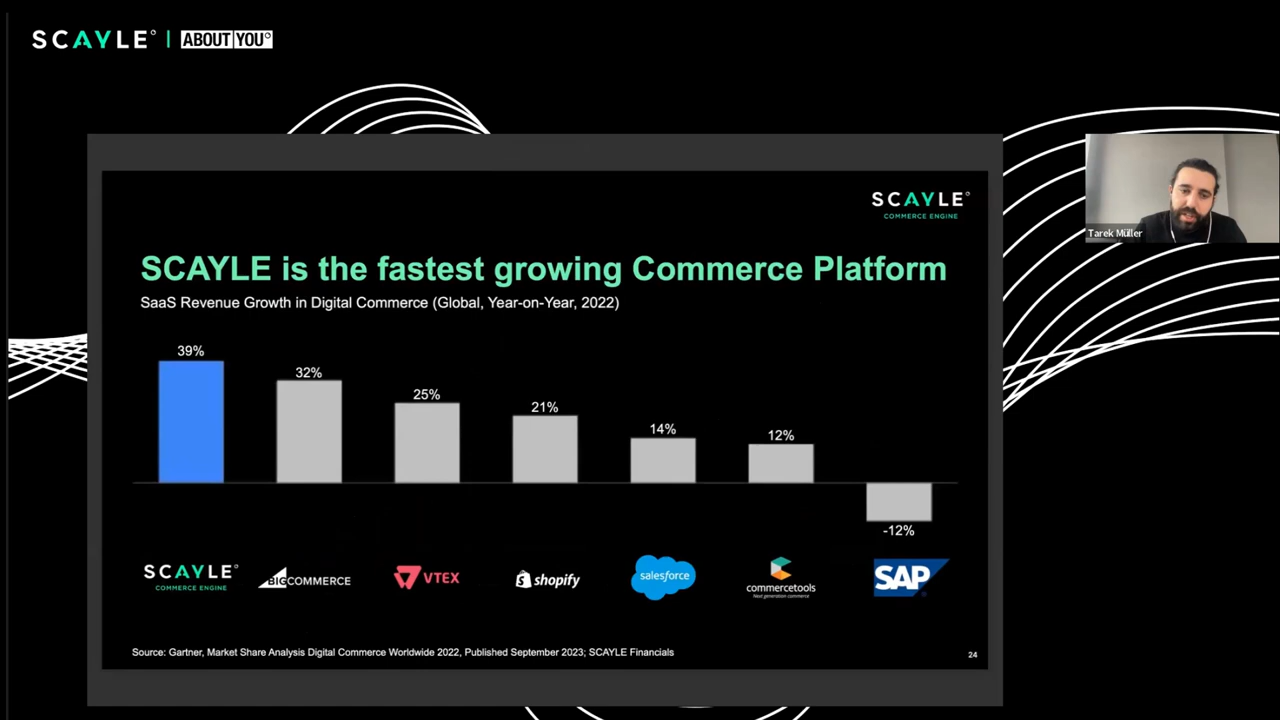 SCAYLE | ABOUT YOU°
Tarek Müller
SCAYLE
COMMERCE ENGINE
SCAYLE is the fastest growing Commerce Platform
SaaS Revenue Growth in Digital Commerce (Global, Year-on-Year, 2022)
39%
32%
25%
21%
14%
12%
-12%
SCAYLE
COMMERCE ENGINE
BIGCOMMERCE
VTEX
shopify
salesforce
commercetools
Next generation commerce
SAP
Source: Gartner, Market Share Analysis Digital Commerce Worldwide 2022, Published September 2023; SCAYLE Financials
24